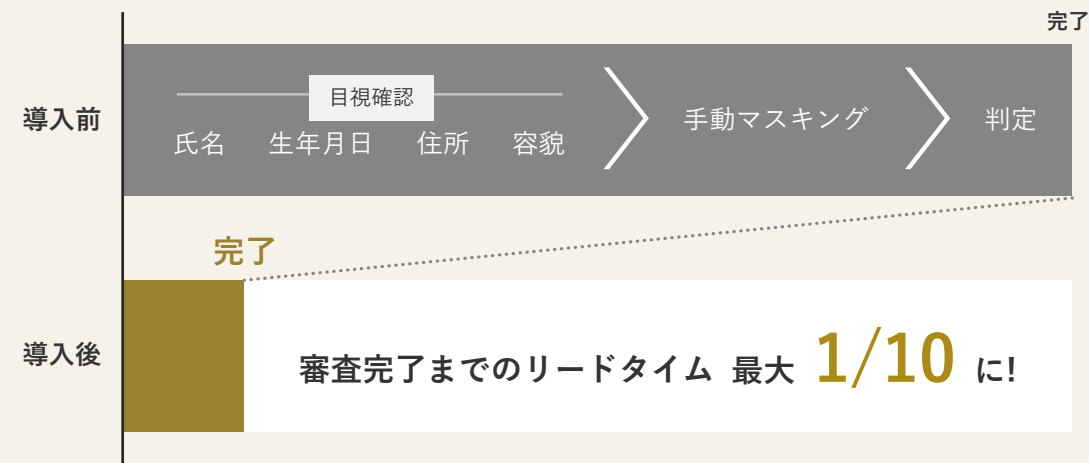 完了
導入前
目視確認
氏名 生年月日 住所 容貌
手動マスキング
判定
完了
導入後
審査完了までのリードタイム 最大 1/10 に!